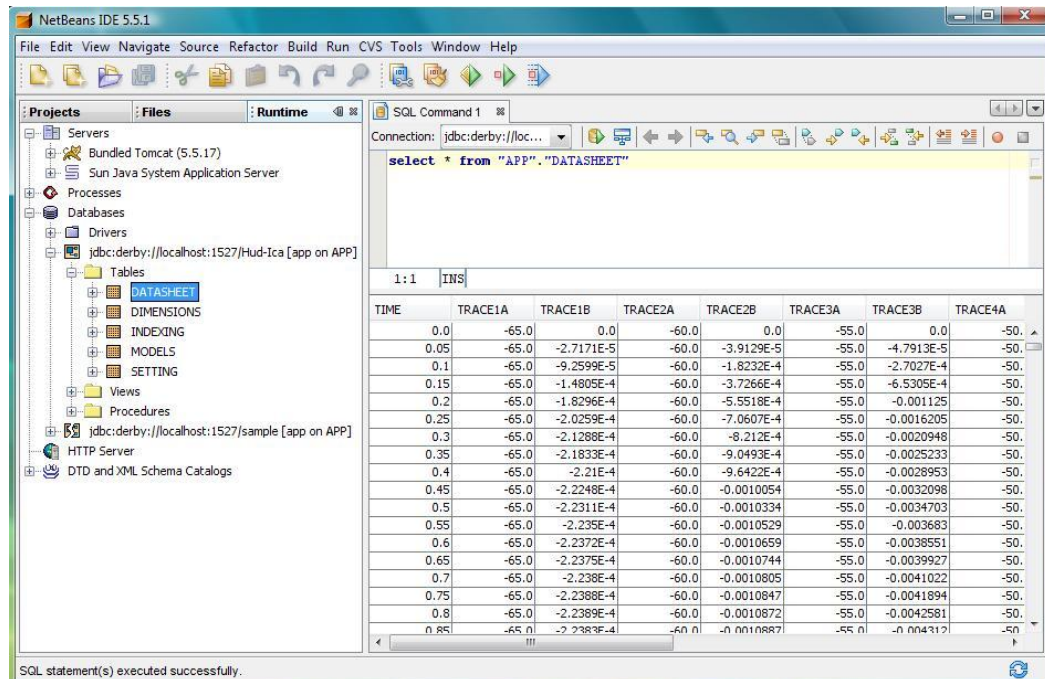 NetBeans IDE 5.5.1
File Edit View Navigate Source Refactor Build Run CVS Tools Window Help
Projects Files Runtime
Servers
Bundled Tomcat (5.5.17)
Sun Java System Application Server
Processes
Databases
Drivers
jdbc:derby://localhost:1527/Hud-Ica [app on APP]
Tables
DATASHEET
DIMENSIONS
INDEXING
MODELS
SETTING
Views
Procedures
jdbc:derby://localhost:1527/sample [app on APP]
HTTP Server
DTD and XML Schema Catalogs
SQL Command 1
Connection: jdbc:derby://loc...
select * from "APP"."DATASHEET"
1:1 INS
TIME TRACE1A TRACE1B TRACE2A TRACE2B TRACE3A TRACE3B TRACE4A
0.0 -65.0 0.0 -60.0 0.0 -55.0 0.0 -50.
0.05 -65.0 -2.7171E-5 -60.0 -3.9129E-5 -55.0 -4.7913E-5 -50.
0.1 -65.0 -9.2599E-5 -60.0 -1.8232E-4 -55.0 -2.7027E-4 -50.
0.15 -65.0 -1.4805E-4 -60.0 -3.7266E-4 -55.0 -6.5305E-4 -50.
0.2 -65.0 -1.8296E-4 -60.0 -5.5518E-4 -55.0 -0.001125 -50.
0.25 -65.0 -2.0259E-4 -60.0 -7.0607E-4 -55.0 -0.0016205 -50.
0.3 -65.0 -2.1288E-4 -60.0 -8.212E-4 -55.0 -0.0020948 -50.
0.35 -65.0 -2.1833E-4 -60.0 -9.0493E-4 -55.0 -0.0025233 -50.
0.4 -65.0 -2.21E-4 -60.0 -9.6422E-4 -55.0 -0.0028953 -50.
0.45 -65.0 -2.2248E-4 -60.0 -0.0010054 -55.0 -0.0032098 -50.
0.5 -65.0 -2.2311E-4 -60.0 -0.0010334 -55.0 -0.0034703 -50.
0.55 -65.0 -2.235E-4 -60.0 -0.0010529 -55.0 -0.003683 -50.
0.6 -65.0 -2.2372E-4 -60.0 -0.0010659 -55.0 -0.0038551 -50.
0.65 -65.0 -2.2375E-4 -60.0 -0.0010744 -55.0 -0.0039927 -50.
0.7 -65.0 -2.238E-4 -60.0 -0.0010805 -55.0 -0.0041022 -50.
0.75 -65.0 -2.2388E-4 -60.0 -0.0010847 -55.0 -0.0041894 -50.
0.8 -65.0 -2.2389E-4 -60.0 -0.0010872 -55.0 -0.0042581 -50.
0.85 -65.0 -2.2383E-4 -60.0 -0.0010887 -55.0 -0.004312 -50.
SQL statement(s) executed successfully.